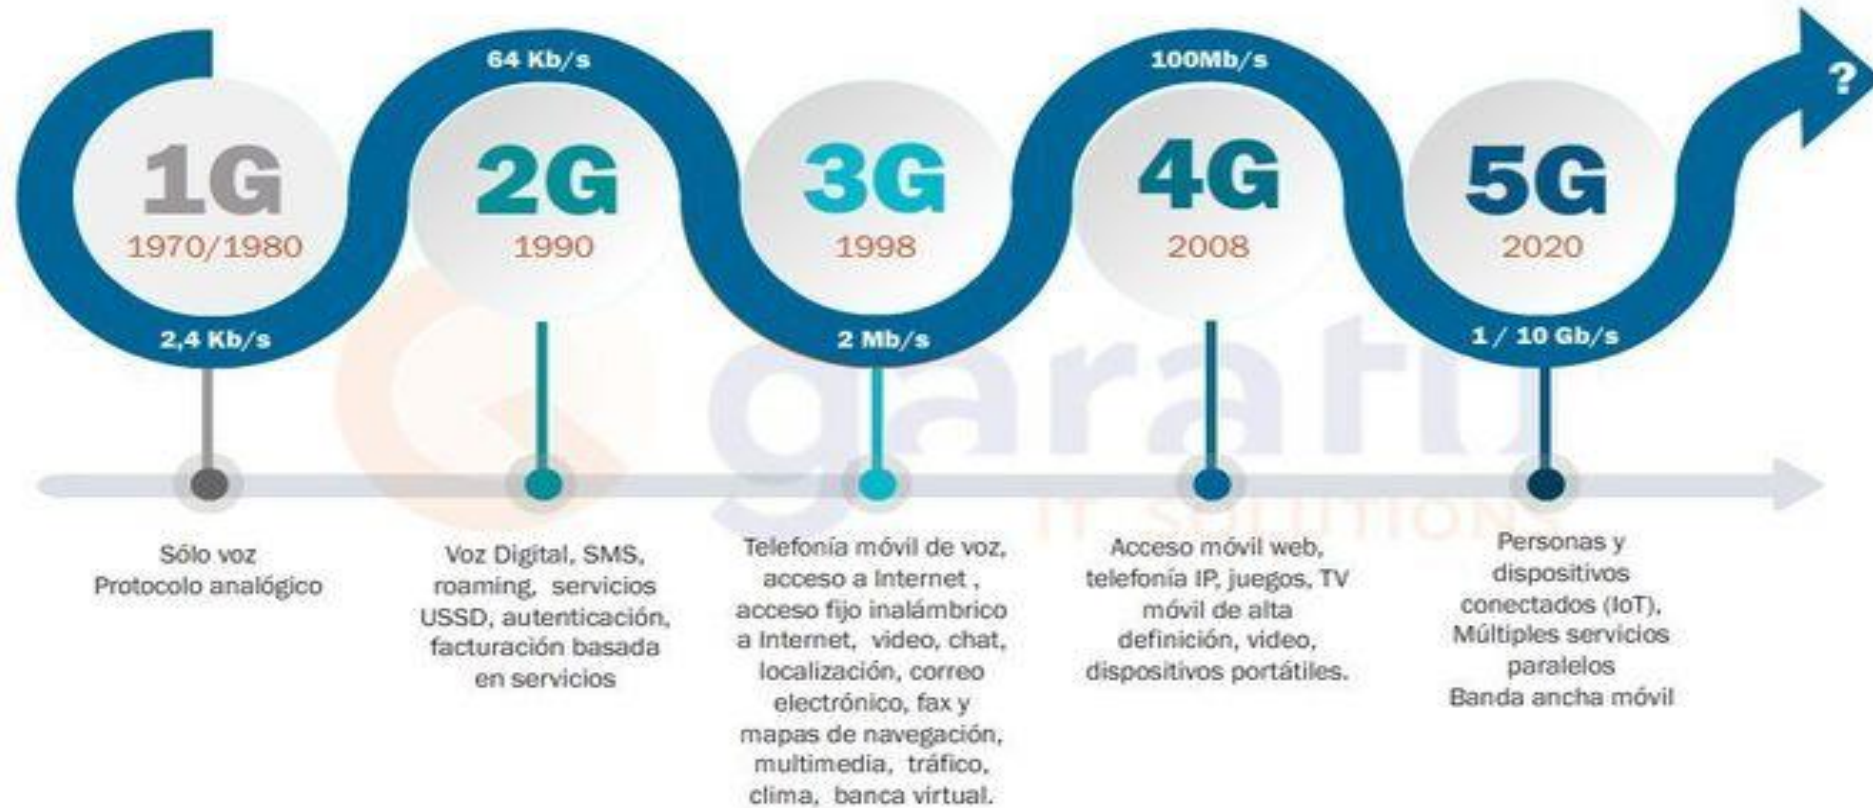 1G
1970/1980
2,4 Kb/s
Sólo voz
Protocolo analógico
64 Kb/s
2G
1990
Voz Digital, SMS,
roaming, servicios
USSD, autenticación,
facturación basada
en servicios
3G
1998
2 Mb/s
Telefonía móvil de voz,
acceso a Internet ,
acceso fijo inalámbrico
a Internet, video, chat,
localización, correo
electrónico, fax y
mapas de navegación,
multimedia, tráfico,
clima, banca virtual.
100Mb/s
4G
2008
Acceso móvil web,
telefonía IP, juegos, TV
móvil de alta
definición, video,
dispositivos portátiles.
5G
2020
1 / 10 Gb/s
Personas y
dispositivos
conectados (IoT),
Múltiples servicios
paralelos
Banda ancha móvil
?
garatu
IT SOLUTIONS